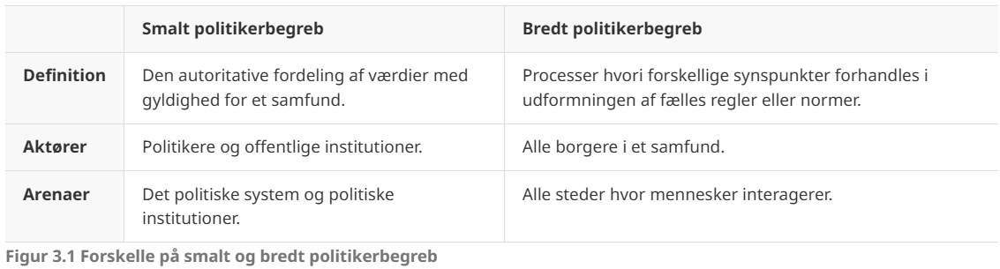 Smalt politikerbegreb Bredt politikerbegreb
Definition Den autoritative fordeling af værdier med Processer hvori forskellige synspunkter forhandles i
gyldighed for et samfund. udformningen af fælles regler eller normer.
Aktører Politikere og offentlige institutioner. Alle borgere i et samfund.
Arenaer Det politiske system og politiske Alle steder hvor mennesker interagerer.
institutioner.
Figur 3.1 Forskelle på smalt og bredt politikerbegreb